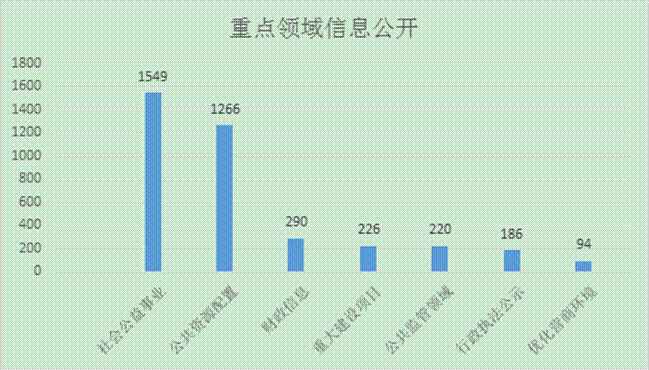 重点领域信息公开
1800
1600
1400
1200
1000
800
600
400
200
0
1549
1266
290
226
220
186
94
社会公益事业
公共资源配置
财政信息
重大建设项目
公共监管领域
行政执法公示
优化营商环境